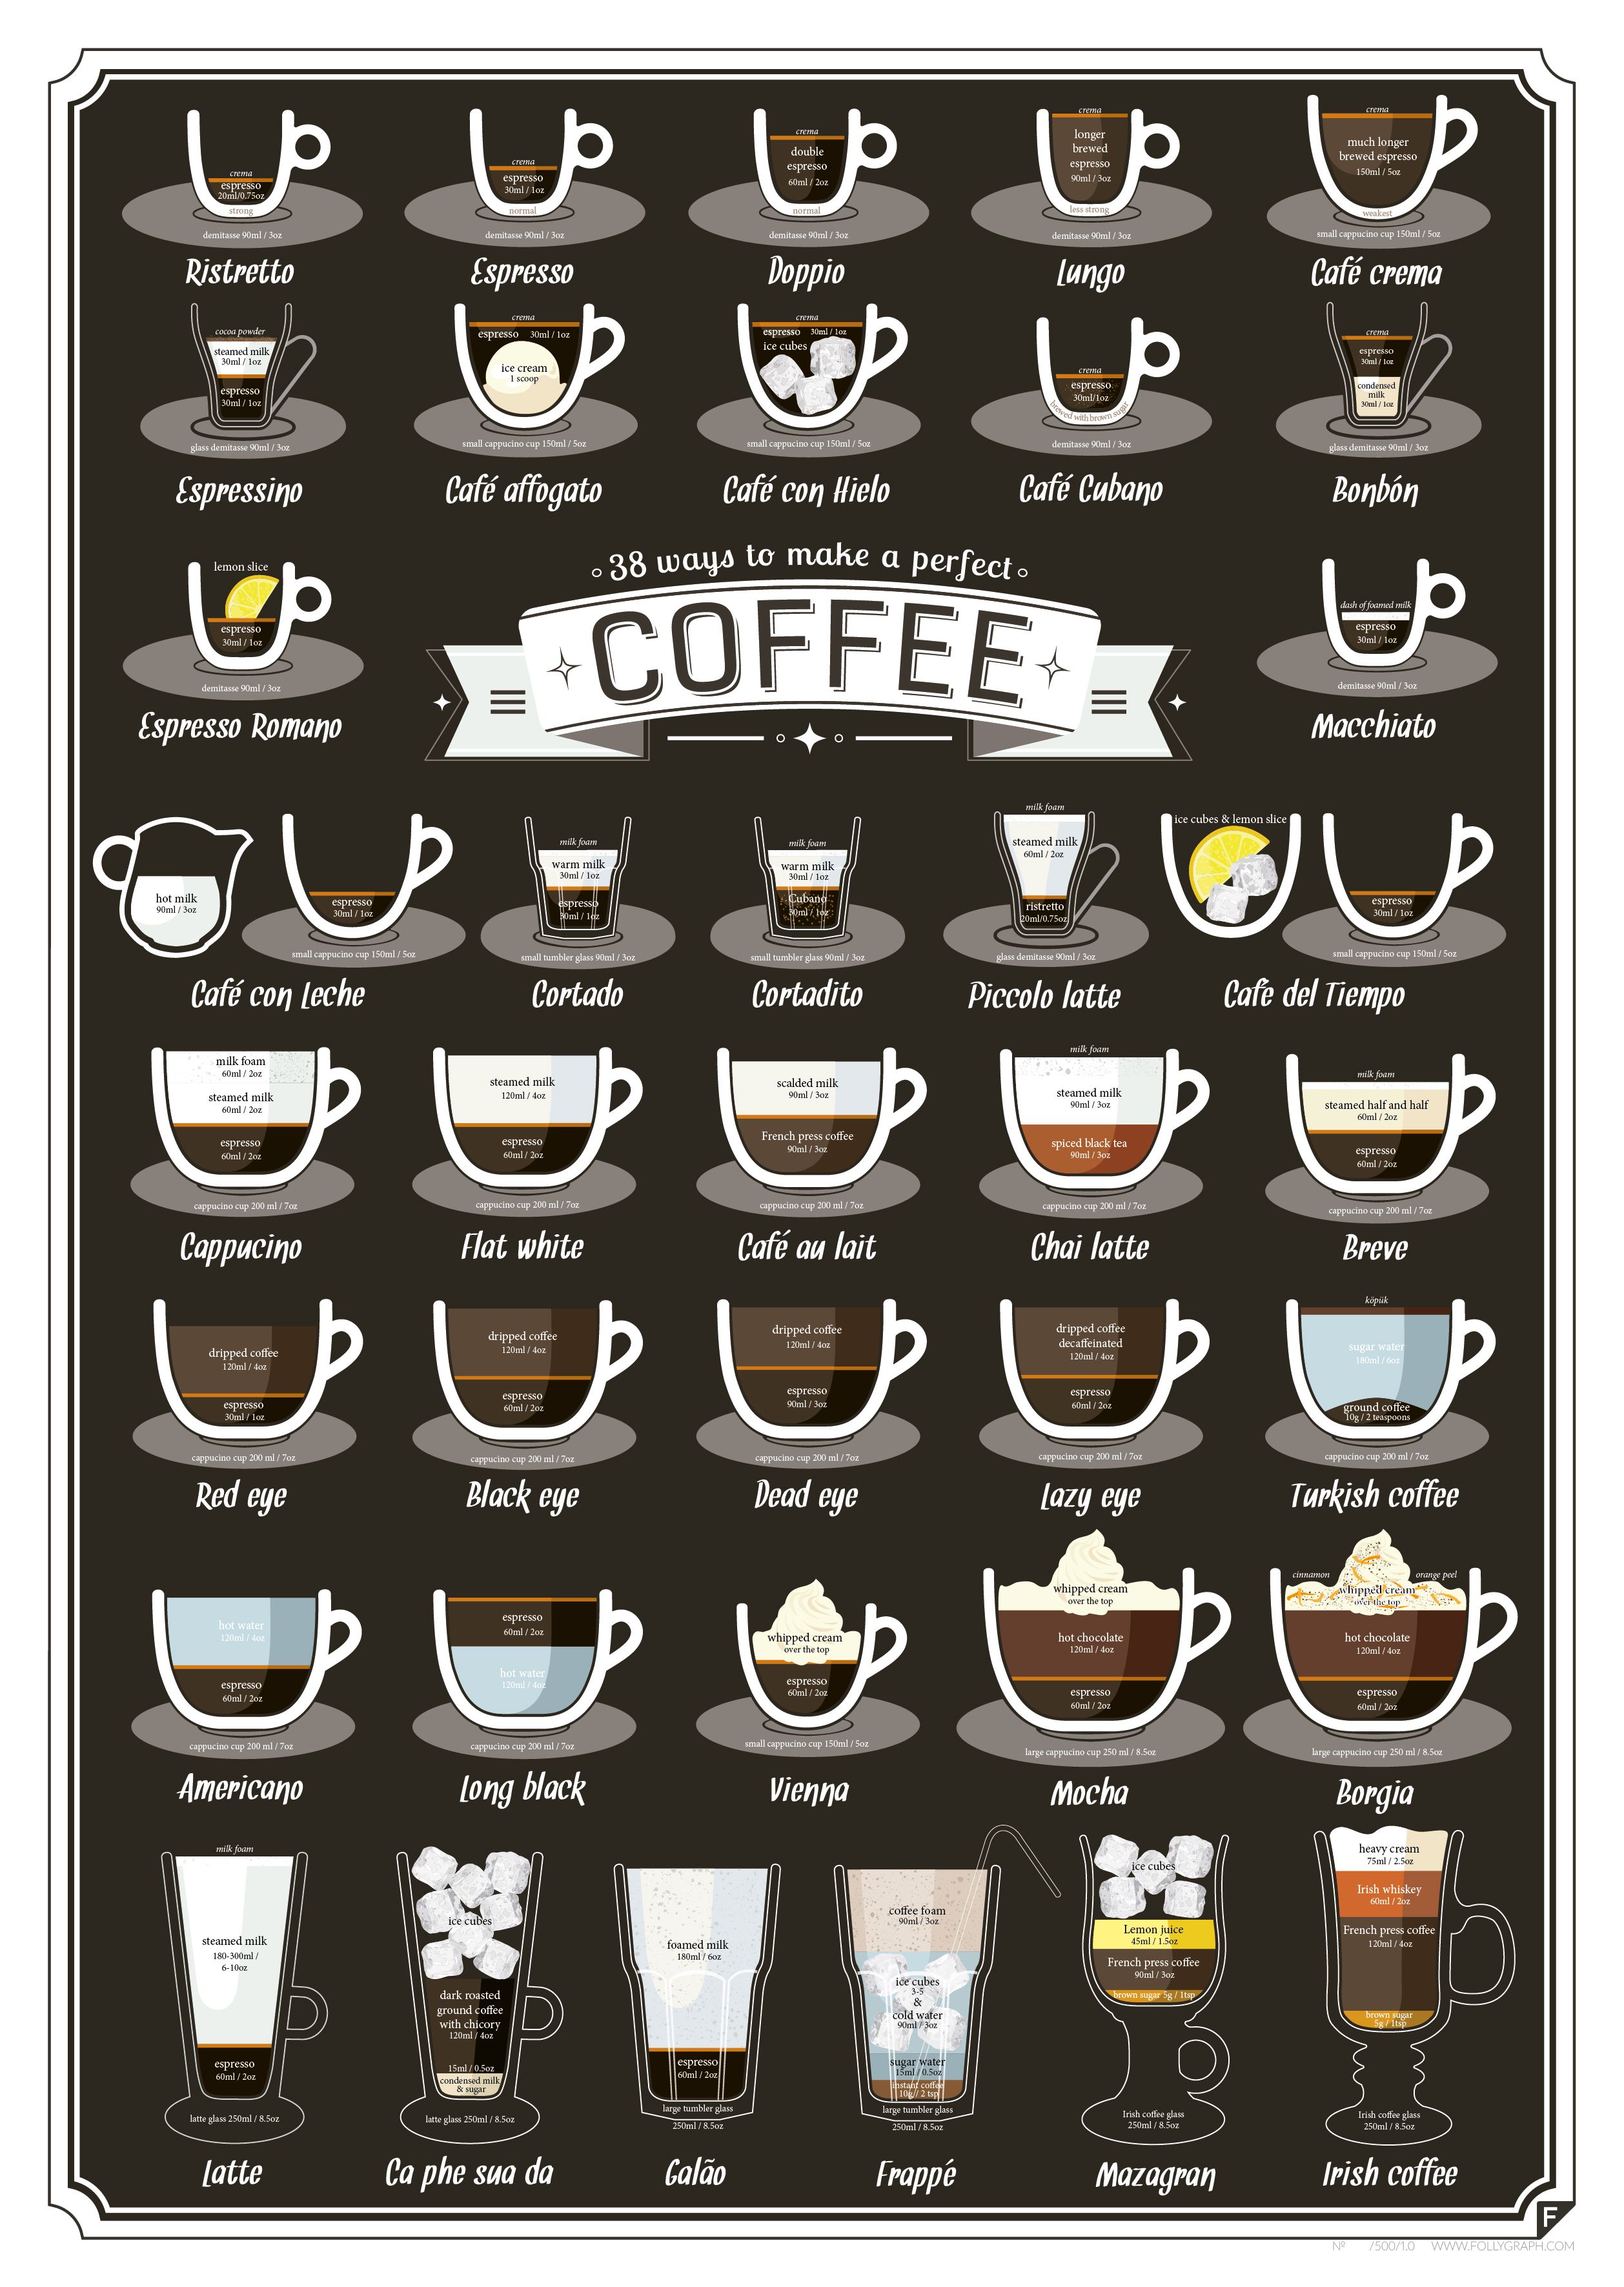 crema
espresso
20ml/0.75oz
strong
demitasse 90ml / 3oz
Ristretto
crema
espresso
30ml / 1oz
normal
demitasse 90ml / 3oz
Espresso
crema
double
espresso
60ml / 2oz
normal
demitasse 90ml / 3oz
Doppio
crema
longer
brewed
espresso
90ml / 3oz
less strong
demitasse 90ml / 3oz
Lungo
crema
much longer
brewed espresso
150ml / 5oz
weakest
small cappucino cup 150ml / 5oz
Café crema
cocoa powder
steamed milk
30ml / 1oz
espresso
30ml / 1oz
glass demitasse 90ml / 3oz
Espressino
crema
espresso 30ml / 1oz
ice cream
1 scoop
small cappucino cup 150ml / 5oz
Café affogato
crema
espresso 30ml / 1oz
ice cubes
small cappucino cup 150ml / 5oz
Café con Hielo
crema
espresso
30ml/1oz
brewed with brown sugar
demitasse 90ml / 3oz
Café Cubano
crema
espresso
30ml / 1oz
condensed
milk
30ml / 1oz
glass demitasse 90ml / 3oz
Bonbón
lemon slice
espresso
30ml / 1oz
demitasse 90ml / 3oz
Espresso Romano
38 ways to make a perfect
COFFEE
dash of foamed milk
espresso
30ml / 1oz
demitasse 90ml / 3oz
Macchiato
hot milk
90ml / 3oz
espresso
30ml / 1oz
small cappucino cup 150ml / 5oz
Café con Leche
milk foam
warm milk
30ml / 1oz
espresso
30ml / 1oz
small tumbler glass 90ml / 3oz
Cortado
milk foam
warm milk
30ml / 1oz
Cubano
30ml / 1oz
small tumbler glass 90ml / 3oz
Cortadito
milk foam
steamed milk
60ml / 2oz
ristretto
20ml/0.75oz
glass demitasse 90ml / 3oz
Piccolo latte
ice cubes & lemon slice
espresso
30ml / 1oz
small cappucino cup 150ml / 5oz
Café del Tiempo
milk foam
60ml / 2oz
steamed milk
60ml / 2oz
espresso
60ml / 2oz
cappucino cup 200 ml / 7oz
Cappucino
steamed milk
120ml / 4oz
espresso
60ml / 2oz
cappucino cup 200 ml / 7oz
Flat white
scalded milk
90ml / 3oz
French press coffee
90ml / 3oz
cappucino cup 200 ml / 7oz
Café au lait
milk foam
steamed milk
90ml / 3oz
spiced black tea
90ml / 3oz
cappucino cup 200 ml / 7oz
Chai latte
milk foam
steamed half and half
60ml / 2oz
espresso
60ml / 2oz
cappucino cup 200 ml / 7oz
Breve
dripped coffee
120ml / 4oz
espresso
30ml / 1oz
cappucino cup 200 ml / 7oz
Red eye
dripped coffee
120ml / 4oz
espresso
60ml / 2oz
cappucino cup 200 ml / 7oz
Black eye
dripped coffee
120ml / 4oz
espresso
90ml / 3oz
cappucino cup 200 ml / 7oz
Dead eye
dripped coffee
decaffeinated
120ml / 4oz
espresso
60ml / 2oz
cappucino cup 200 ml / 7oz
Lazy eye
köpük
sugar water
180ml / 6oz
ground coffee
10g / 2 teaspoons
cappucino cup 200 ml / 7oz
Turkish coffee
hot water
120ml / 4oz
espresso
60ml / 2oz
cappucino cup 200 ml / 7oz
Americano
espresso
60ml / 2oz
hot water
120ml / 4oz
cappucino cup 200 ml / 7oz
Long black
whipped cream
over the top
espresso
60ml / 2oz
small cappucino cup 150ml / 5oz
Vienna
whipped cream
over the top
hot chocolate
120ml / 4oz
espresso
60ml / 2oz
large cappucino cup 250 ml / 8.5oz
Mocha
cinnamon orange peel
whipped cream
over the top
hot chocolate
120ml / 4oz
espresso
60ml / 2oz
large cappucino cup 250 ml / 8.5oz
Borgia
milk foam
steamed milk
180-300ml /
6-10oz
espresso
60ml / 2oz
latte glass 250ml / 8.5oz
Latte
ice cubes
dark roasted
ground coffee
with chicory
120ml / 4oz
15ml / 0.5oz
condensed milk
& sugar
latte glass 250ml / 8.5oz
Ca phe sua da
foamed milk
180ml / 6oz
espresso
60ml / 2oz
large tumbler glass
250ml / 8.5oz
Galão
coffee foam
90ml / 3oz
ice cubes
3-5
&
cold water
90ml / 3oz
sugar water
15ml / 0.5oz
instant coffee
10g // 2 tsp
large tumbler glass
250ml / 8.5oz
Frappé
ice cubes
Lemon juice
45ml / 1.5oz
French press coffee
90ml / 3oz
brown sugar 5g / 1tsp
Irish coffee glass
250ml / 8.5oz
Mazagran
heavy cream
75ml / 2.5oz
Irish whiskey
60ml / 2oz
French press coffee
120ml / 4oz
brown sugar
5g / 1tsp
Irish coffee glass
250ml / 8.5oz
Irish coffee
F
Nº /500/1.0 WWW.FOLLYGRAPH.COM